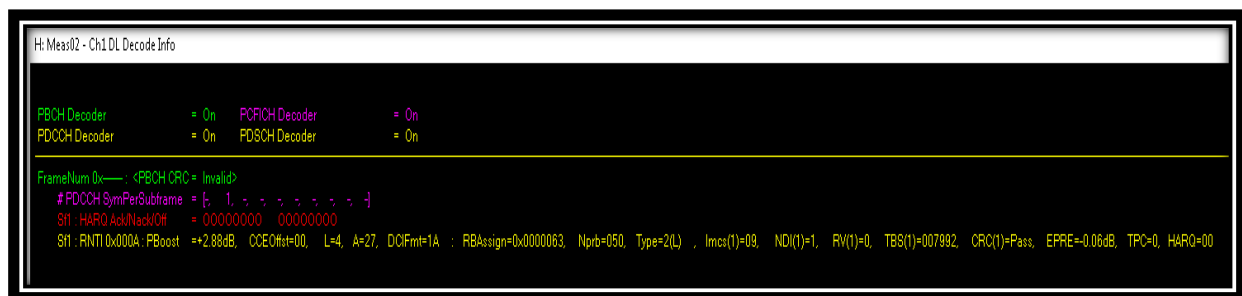 H: Meas02 - Ch1 DL Decode Info
PBCH Decoder = On PCFICH Decoder = On
PDCCH Decoder = On PDSCH Decoder = On
FrameNum 0x--- : <PBCH CRC = Invalid>
# PDCCH SymPerSubframe = [-, 1, -, -, -, -, -, -, -, -]
Sf1 : HARQ Ack/Nack/Off = OOOOOOOO OOOOOOOO
Sf1 : RNTI 0x000A : PBoost =+2.88dB, CCEOffst=00, L=4, A=27, DCIFmt=1A : RBAssign=0x0000063, Nprb=050, Type=2(L) , Imcs(1)=09, NDI(1)=1, RV(1)=0, TBS(1)=007992, CRC(1)=Pass, EPRE=-0.06dB, TPC=0, HARQ=00